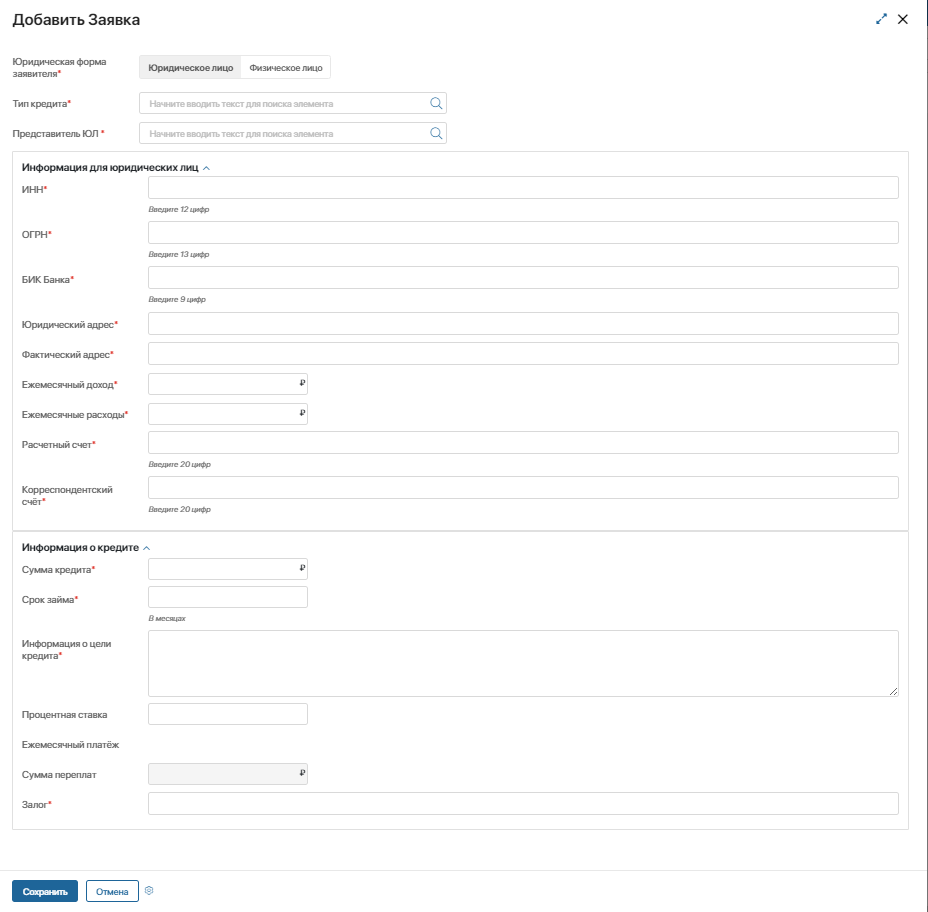 Добавить Заявка
Юридическая форма
заявителя*
Юридическое лицо Физическое лицо
Тип кредита*
Начните вводить текст для поиска элемента
Представитель ЮЛ *
Начните вводить текст для поиска элемента
Информация для юридических лиц
ИНН*
Введите 12 цифр
ОГРН*
Введите 13 цифр
БИК Банка*
Введите 9 цифр
Юридический адрес*
Фактический адрес*
Ежемесячный доход* ₽
Ежемесячные расходы* ₽
Расчетный счет*
Введите 20 цифр
Корреспондентский
счёт*
Введите 20 цифр
Информация о кредите
Сумма кредита* ₽
Срок займа*
В месяцах
Информация о цели
кредита*
Процентная ставка
Ежемесячный платёж
Сумма переплат ₽
Залог*
Сохранить Отмена